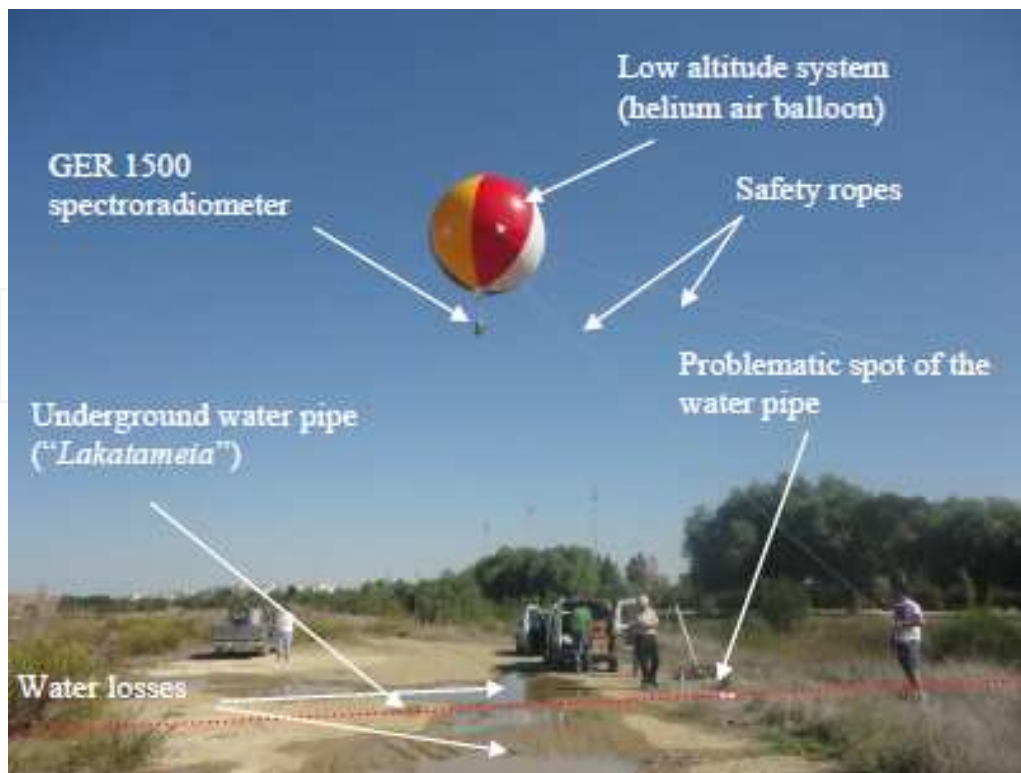 Low altitude system
(helium air balloon)
GER 1500
spectroradiometer
Safety ropes
Problematic spot of the
water pipe
Underground water pipe
("Lakatameia")
Water losses